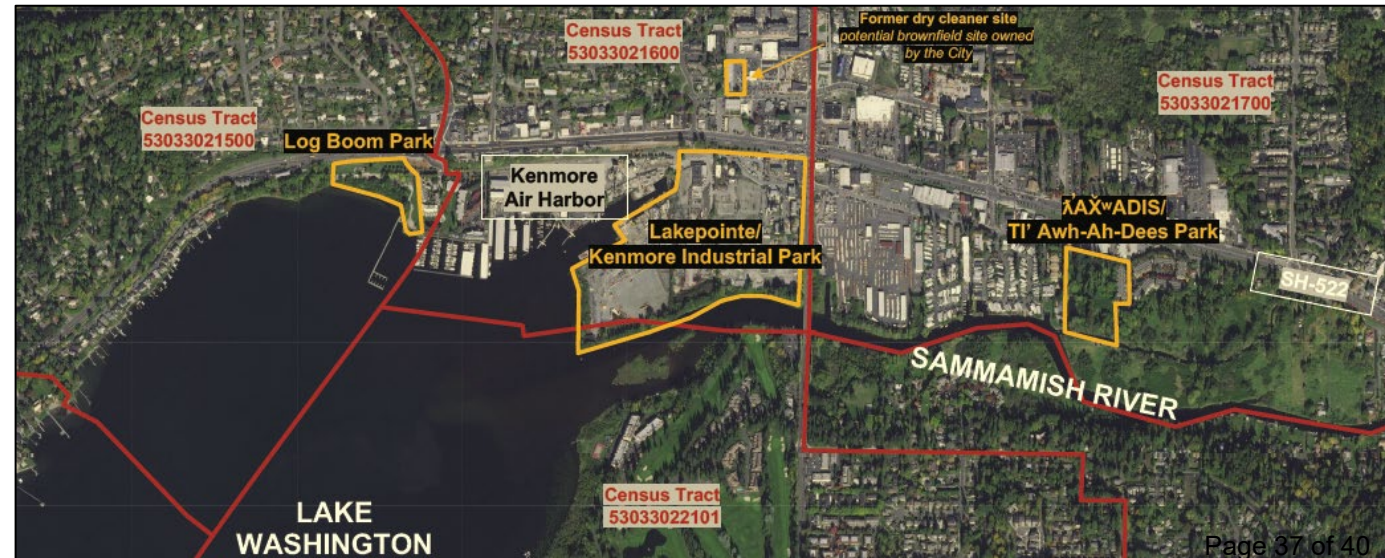 Census Tract
53033021600
Former dry cleaner site
potential brownfield site owned
by the City
Census Tract
53033021700
Census Tract
53033021500
Log Boom Park
Kenmore
Air Harbor
Lakepointe/
Kenmore Industrial Park
ƛAX̌ʷADIS/
Tl’ Awh-Ah-Dees Park
SH-522
SAMMAMISH RIVER
Census Tract
53033022101
LAKE
WASHINGTON
Page 37 of 40